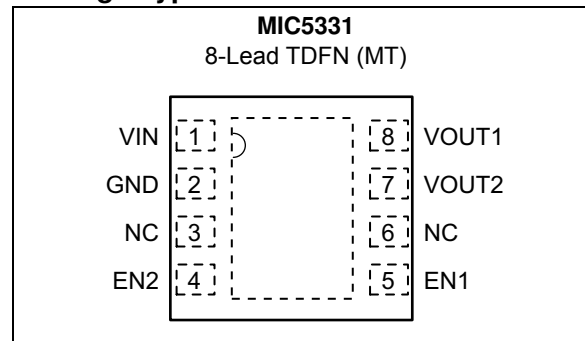 MIC5331
8-Lead TDFN (MT)
VIN 1 8 VOUT1
GND 2 7 VOUT2
NC 3 6 NC
EN2 4 5 EN1